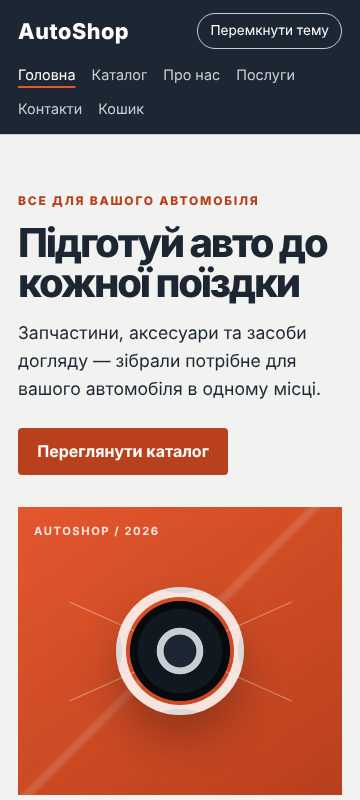 AutoShop
Перемкнути тему
Головна Каталог Про нас Послуги
Контакти Кошик
ВСЕ ДЛЯ ВАШОГО АВТОМОБІЛЯ
Підготуй авто до
кожної поїздки
Запчастини, аксесуари та засоби
догляду — зібрали потрібне для
вашого автомобіля в одному місці.
Переглянути каталог
AUTOSHOP / 2026